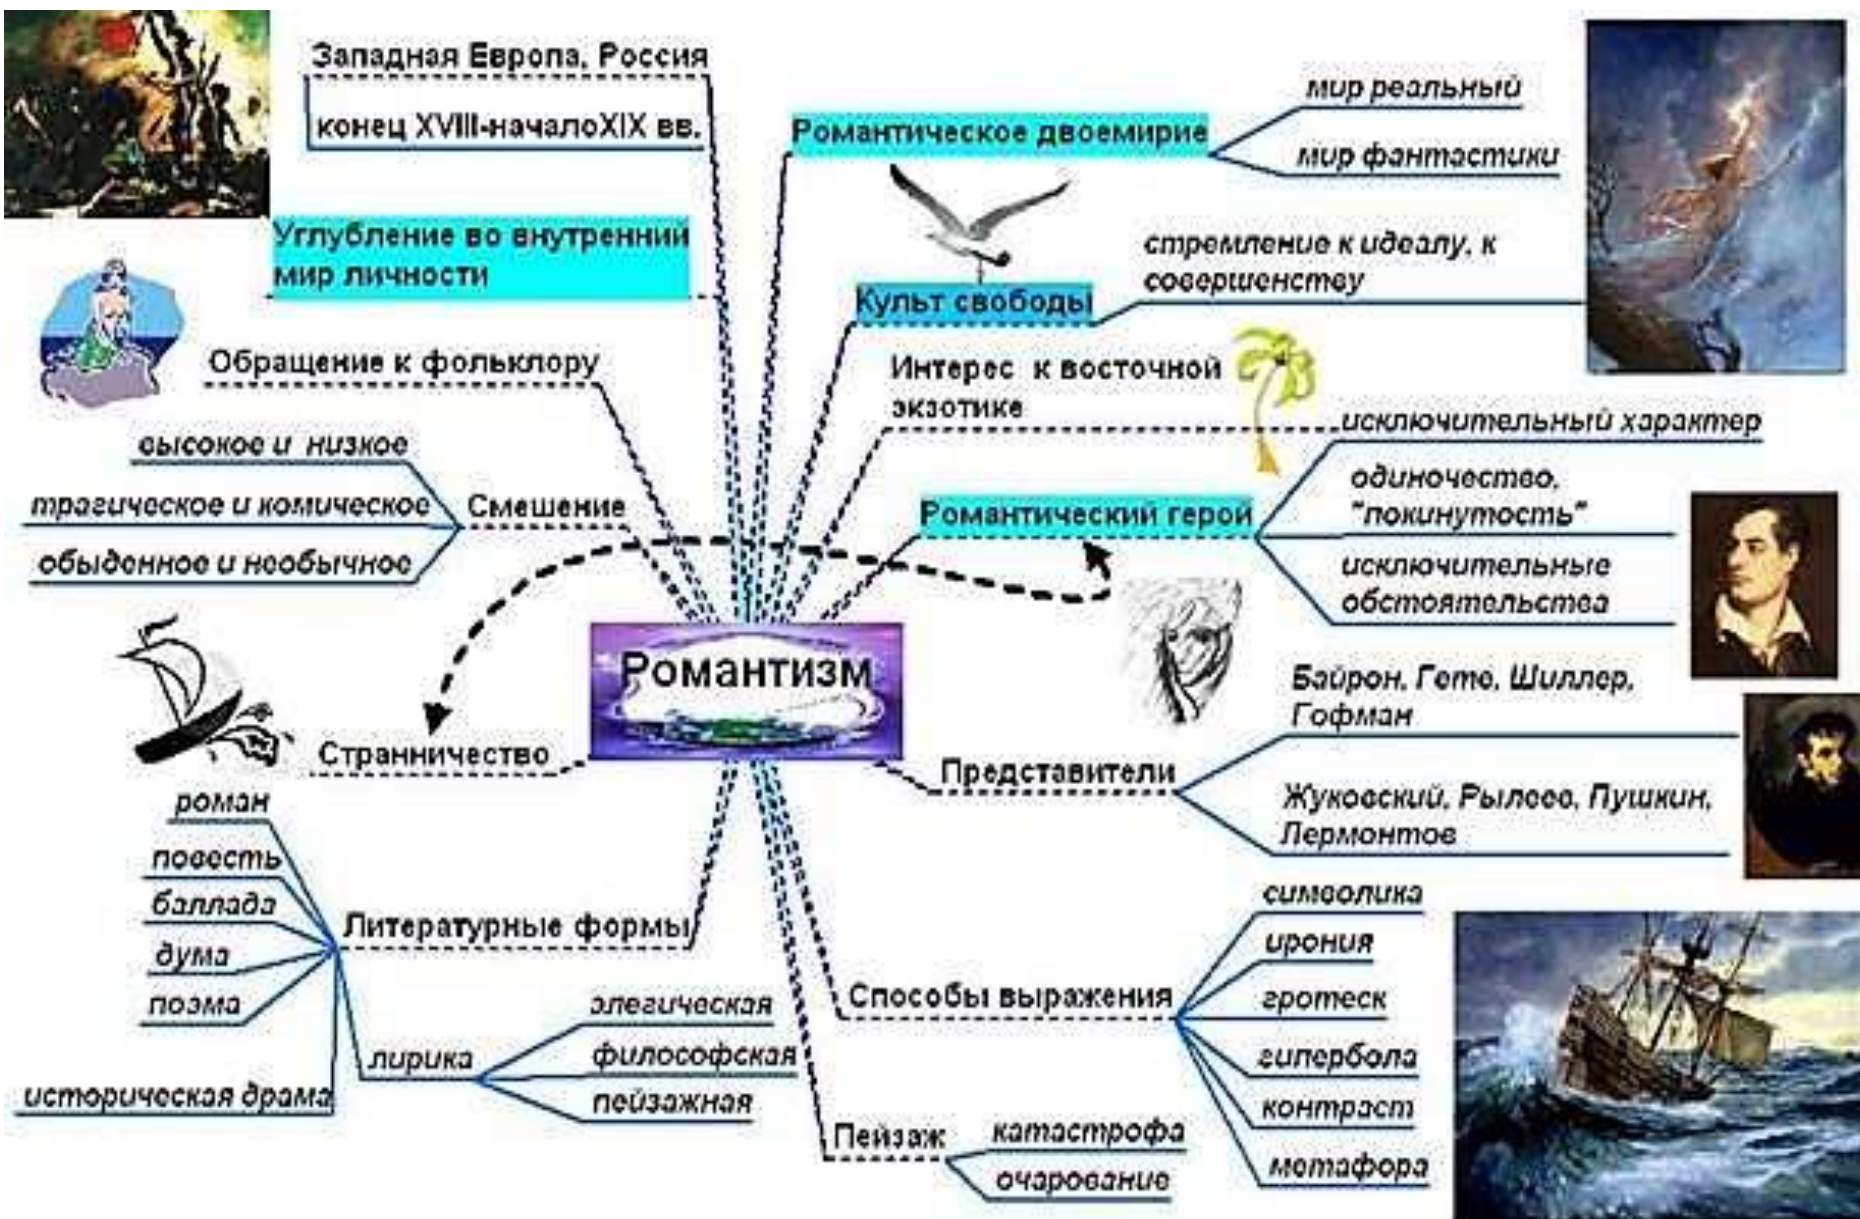 Западная Европа, Россия
конец XVIII-началоXIX вв.
Углубление во внутренний
мир личности
Обращение к фольклору
высокое и низкое
трагическое и комическое
обыденное и необычное
Смешение
Странничество
роман
повесть
баллада
дума
поэма
историческая драма
Литературные формы
лирика
элегическая
философская
пейзажная
Романтизм
Романтическое двоемирие
мир реальный
мир фантастики
Культ свободы
стремление к идеалу, к
совершенству
Интерес к восточной
экзотике
Романтический герой
исключительный характер
одиночество,
"покинутость"
исключительные
обстоятельства
Представители
Байрон, Гете, Шиллер,
Гофман
Жуковский, Рылеев, Пушкин,
Лермонтов
Способы выражения
символика
ирония
гротеск
гипербола
контраст
метафора
Пейзаж
катастрофа
очарование